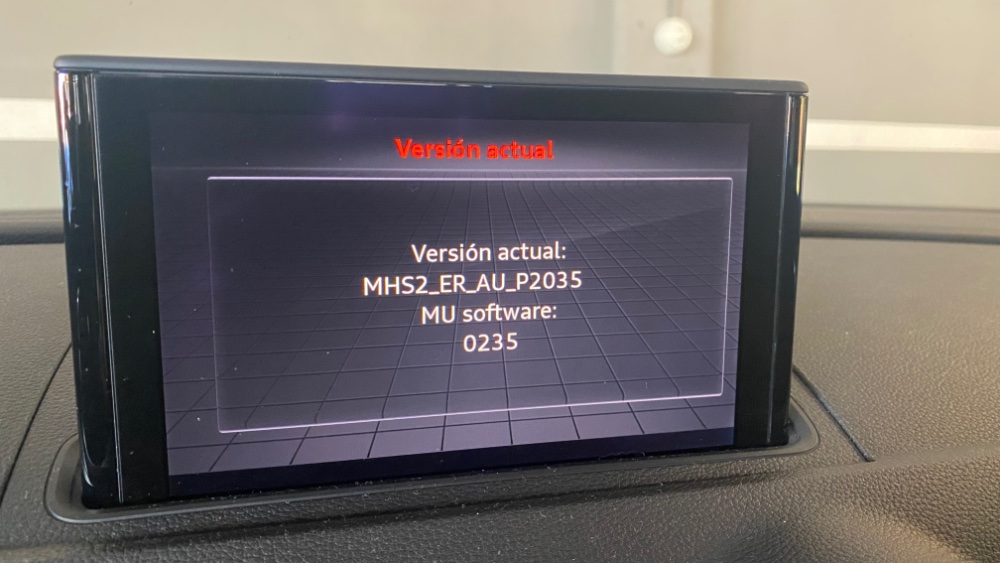 Versión actual
Versión actual:
MHS2_ER_AU_P2035
MU software:
0235